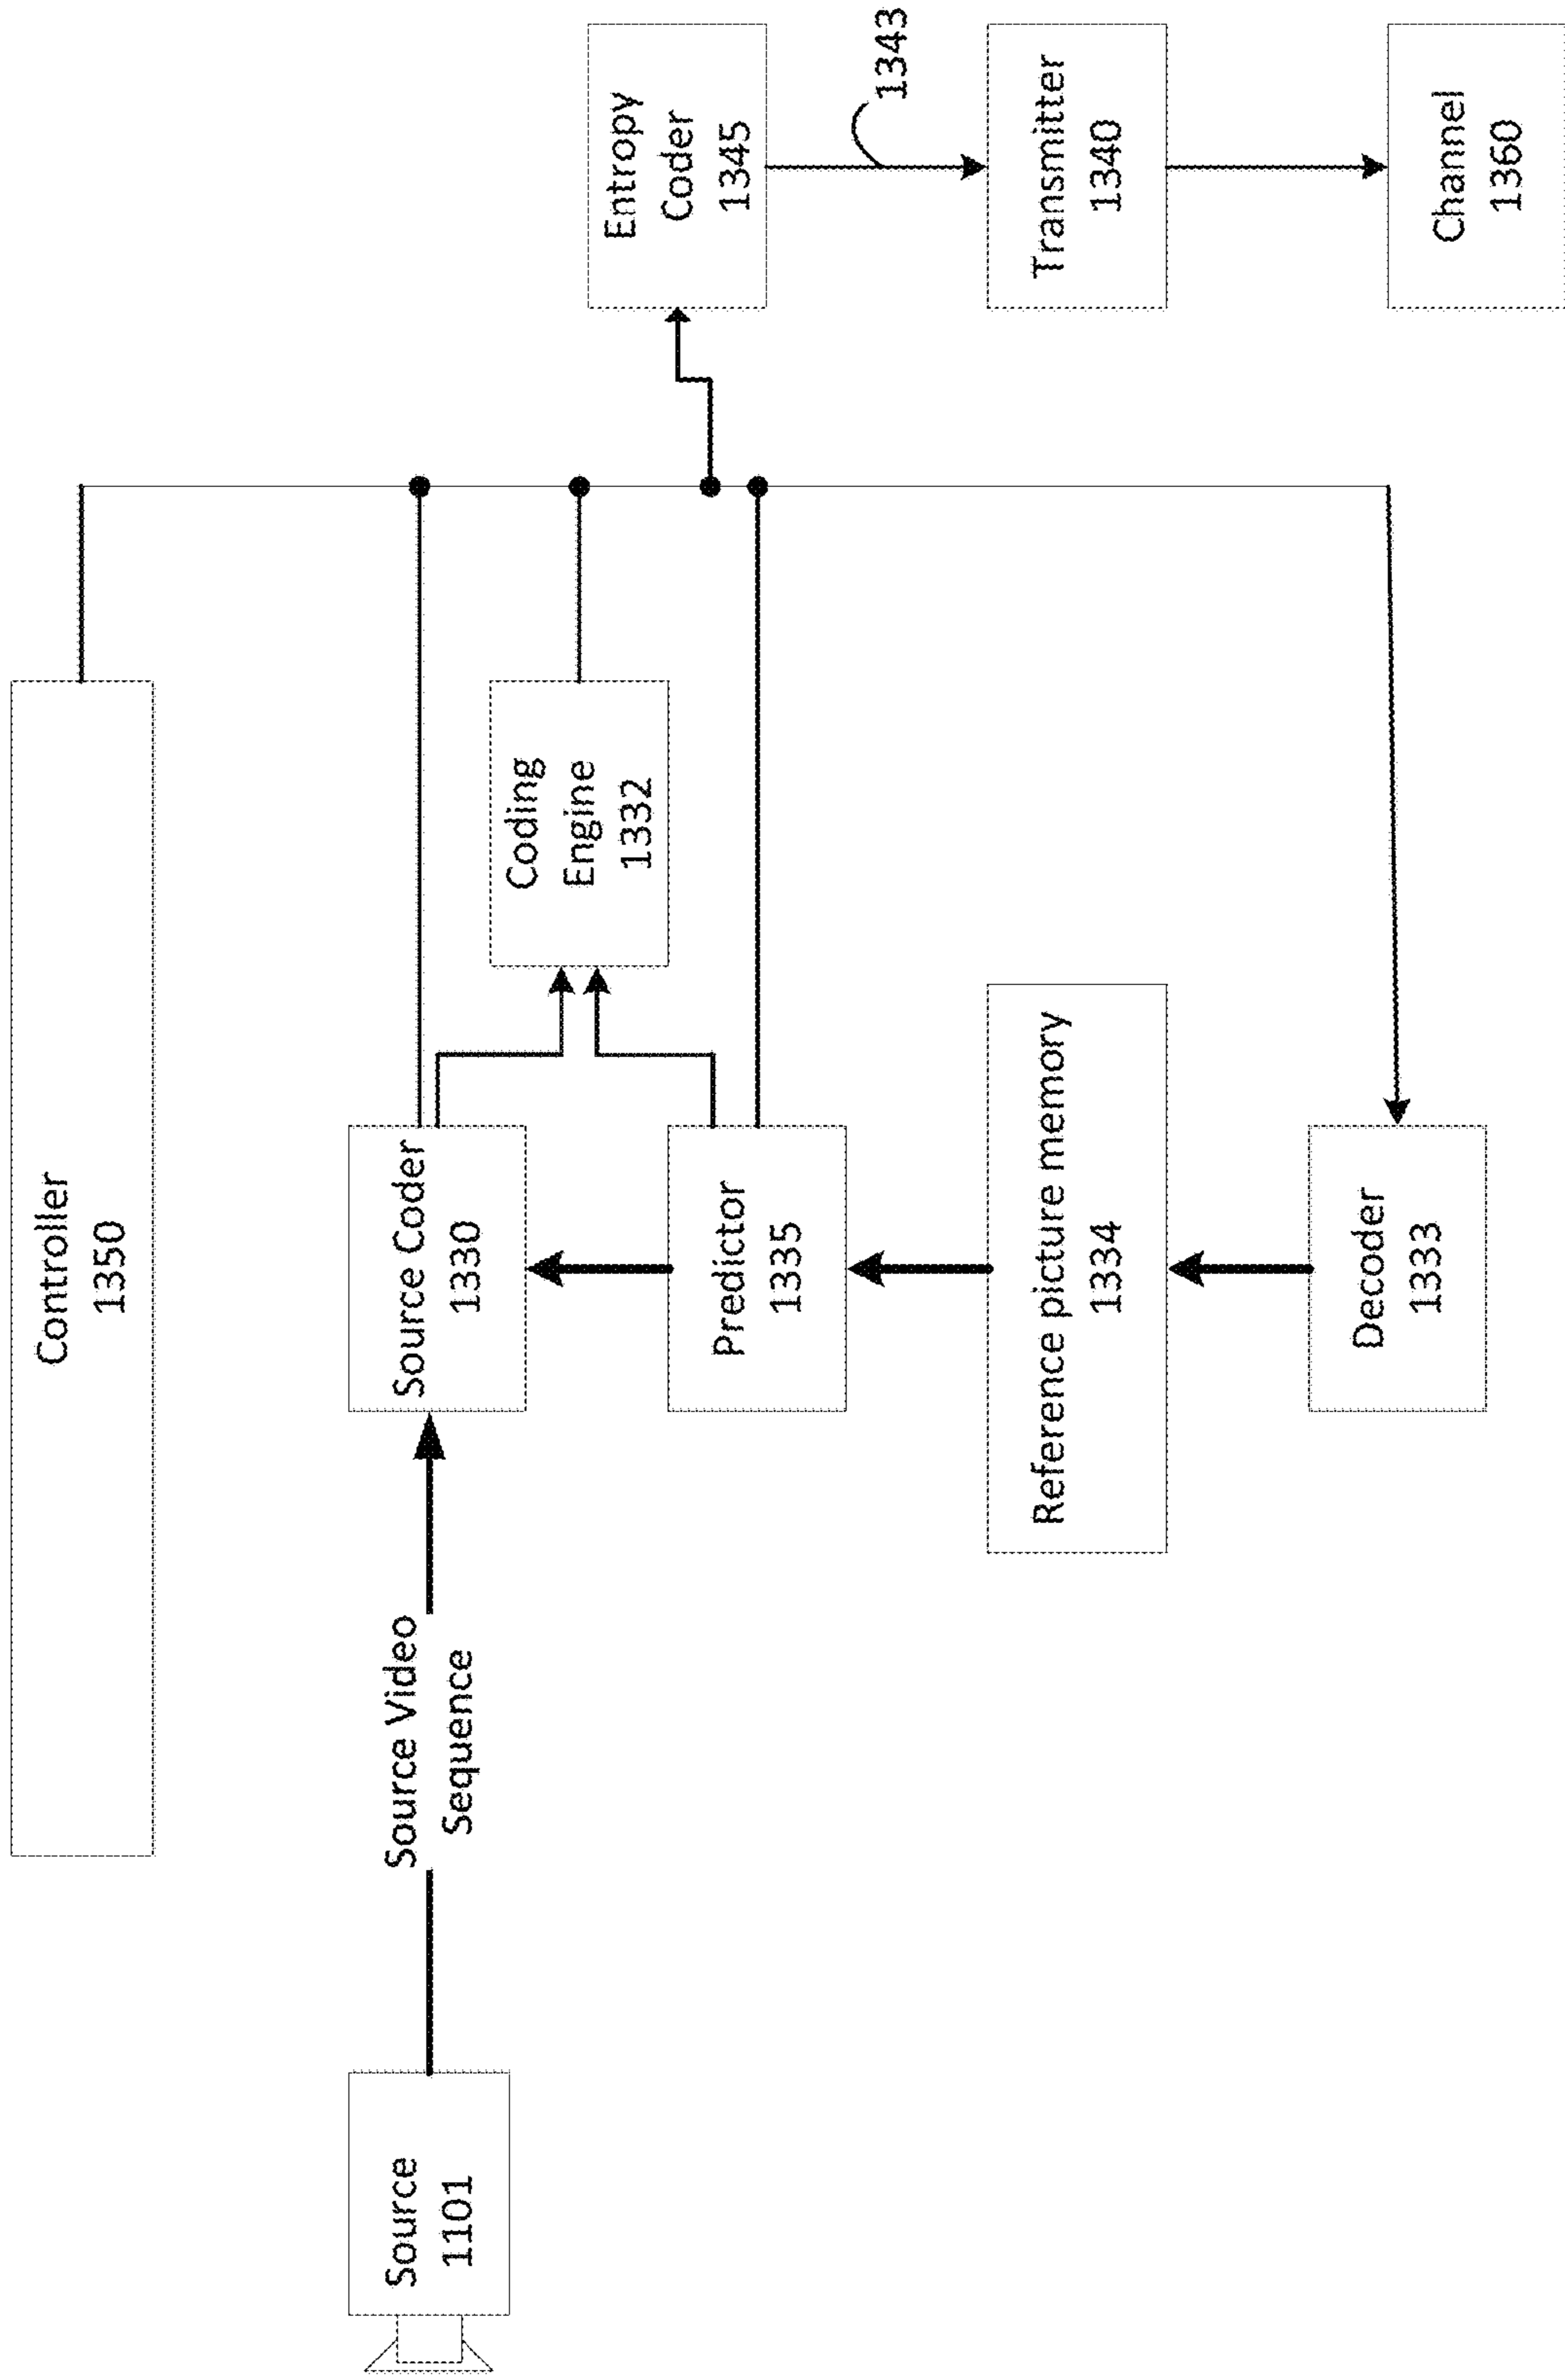 Controller
1350
Source
1101
Source Video
Sequence
Source Coder
1330
Coding
Engine
1332
Predictor
1335
Reference picture memory
1334
Decoder
1333
Entropy
Coder
1345
1343
Transmitter
1340
Channel
1360